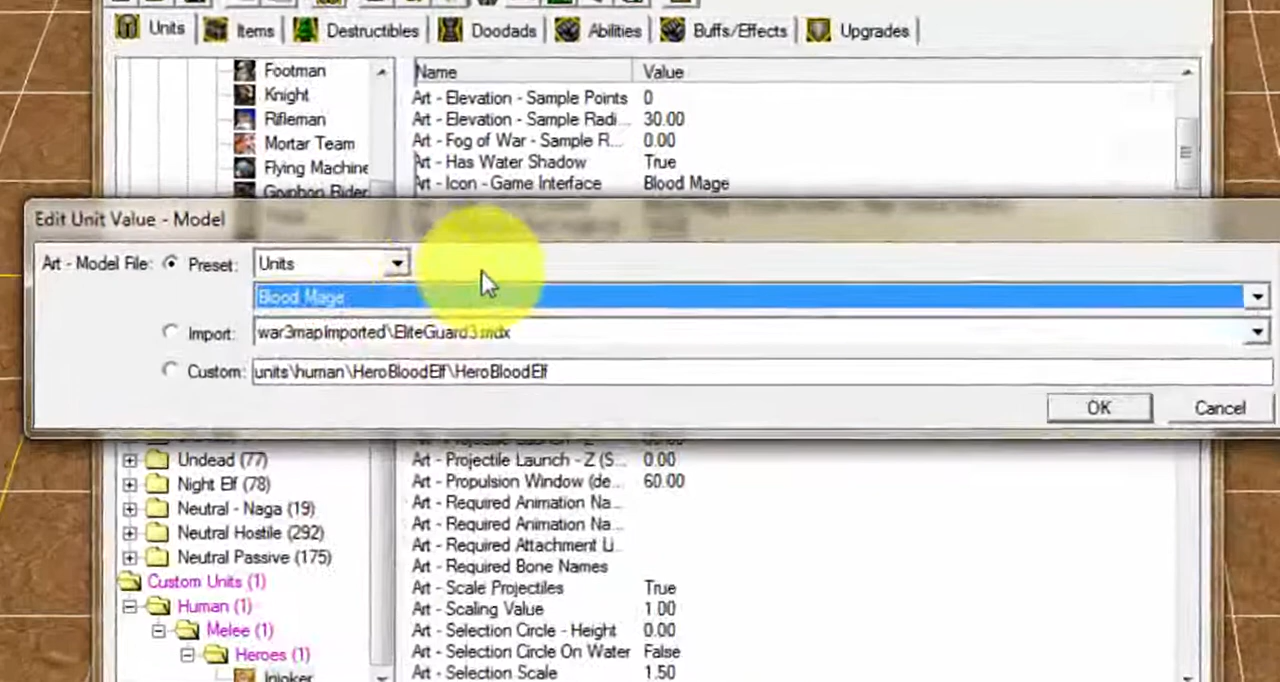 Units Items Destructibles Doodads Abilities Buffs/Effects Upgrades
Footman
Knight
Rifleman
Mortar Team
Flying Machine
Gryphon Rider
Name Value
Art - Elevation - Sample Points 0
Art - Elevation - Sample Radi... 30.00
Art - Fog of War - Sample R... 0.00
Art - Has Water Shadow True
Art - Icon - Game Interface Blood Mage
Edit Unit Value - Model
Art - Model File: Preset: Units
Blood Mage
Import: war3mapImported\EliteGuard3.mdx
Custom: units\human\HeroBloodElf\HeroBloodElf
OK Cancel
Undead (77)
Night Elf (78)
Neutral - Naga (19)
Neutral Hostile (292)
Neutral Passive (175)
Custom Units (1)
Human (1)
Melee (1)
Heroes (1)
Art - Projectile Launch - Z (S... 0.00
Art - Propulsion Window (de... 60.00
Art - Required Animation Na...
Art - Required Animation Na...
Art - Required Attachment Li...
Art - Required Bone Names
Art - Scale Projectiles True
Art - Scaling Value 1.00
Art - Selection Circle - Height 0.00
Art - Selection Circle On Water False
Art - Selection Scale 1.50